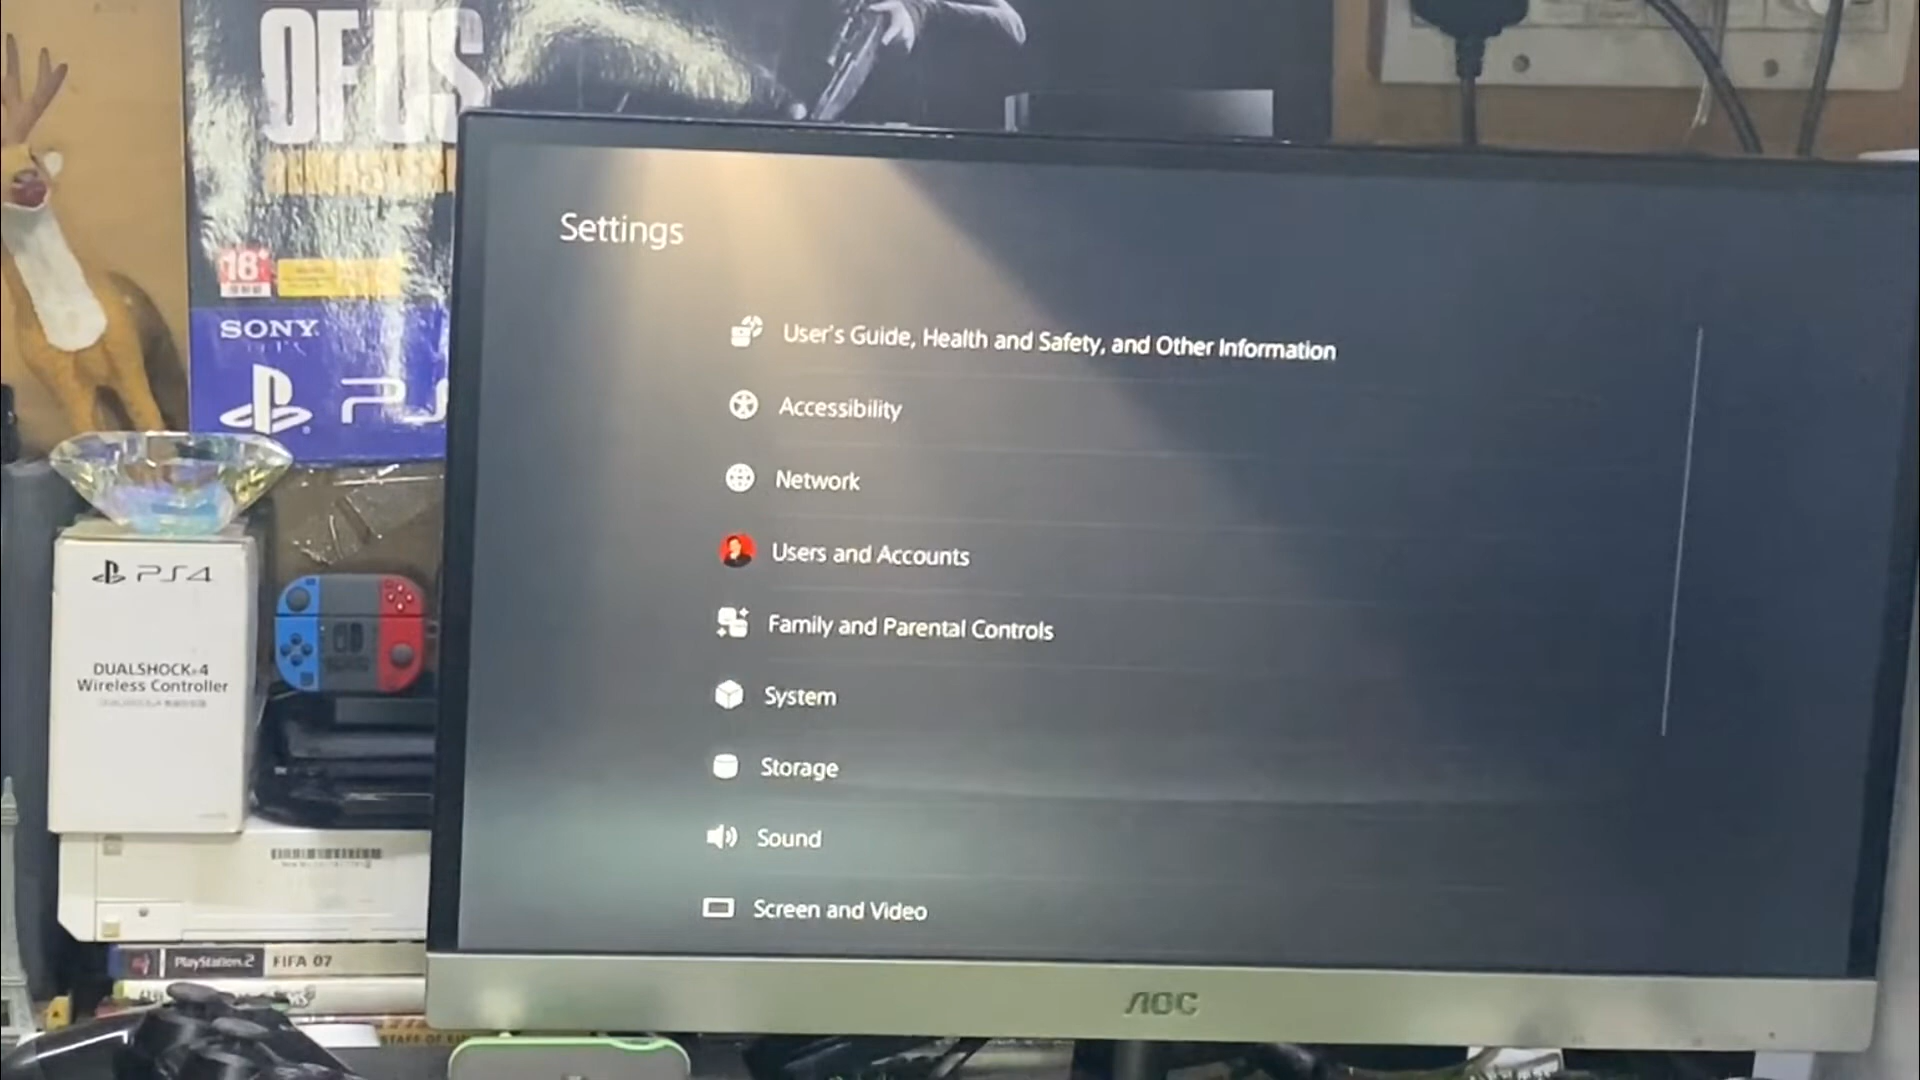 OF US
REMASTERED
18+
SONY
Settings
User's Guide, Health and Safety, and Other Information
Accessibility
Network
Users and Accounts
Family and Parental Controls
System
Storage
Sound
Screen and Video
PS4
DUALSHOCK®4
Wireless Controller
PlayStation.2 FIFA 07
AOC